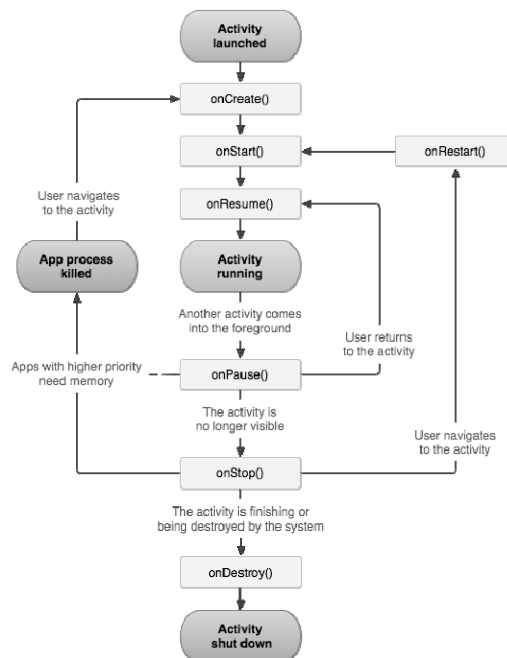 Activity
launched
onCreate()
onStart()
onRestart()
User navigates
to the activity
onResume()
App process
killed
Activity
running
Another activity comes
into the foreground
User returns
to the activity
Apps with higher priority
need memory
onPause()
The activity is
no longer visible
User navigates
to the activity
onStop()
The activity is finishing or
being destroyed by the system
onDestroy()
Activity
shut down